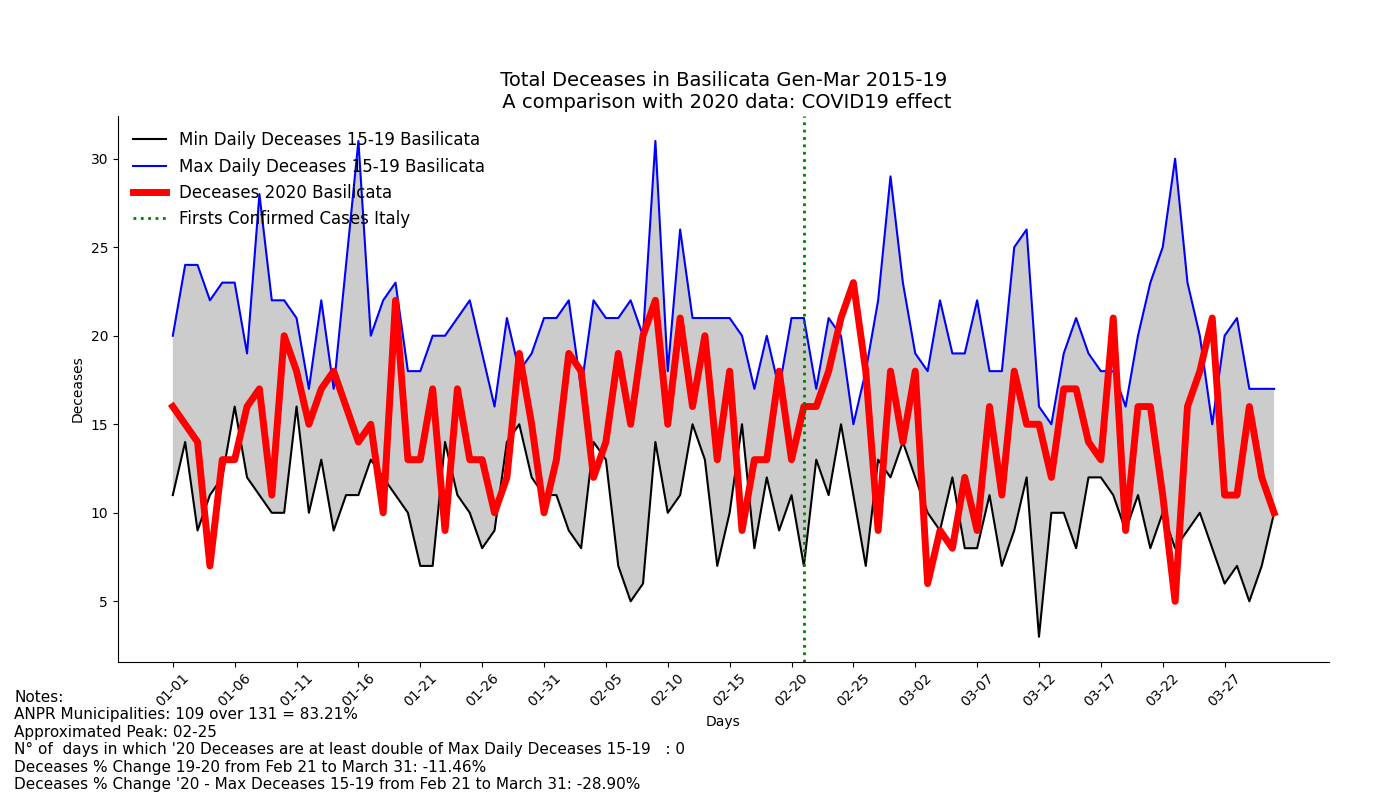 Total Deceases in Basilicata Gen-Mar 2015-19
A comparison with 2020 data: COVID19 effect
Min Daily Deceases 15-19 Basilicata
Max Daily Deceases 15-19 Basilicata
Deceases 2020 Basilicata
Firsts Confirmed Cases Italy
30
25
20
15
10
5
Deceases
01-01 01-06 01-11 01-16 01-21 01-26 01-31 02-05 02-10 02-15 02-20 02-25 03-02 03-07 03-12 03-17 03-22 03-27
Days
Notes:
ANPR Municipalities: 109 over 131 = 83.21%
Approximated Peak: 02-25
N° of  days in which '20 Deceases are at least double of Max Daily Deceases 15-19   : 0
Deceases % Change 19-20 from Feb 21 to March 31: -11.46%
Deceases % Change '20 - Max Deceases 15-19 from Feb 21 to March 31: -28.90%